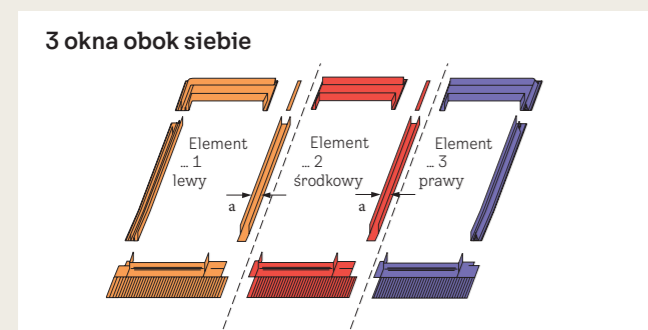 3 okna obok siebie
Element
... 1
lewy
Element
... 2
środkowy
Element
... 3
prawy
a
a